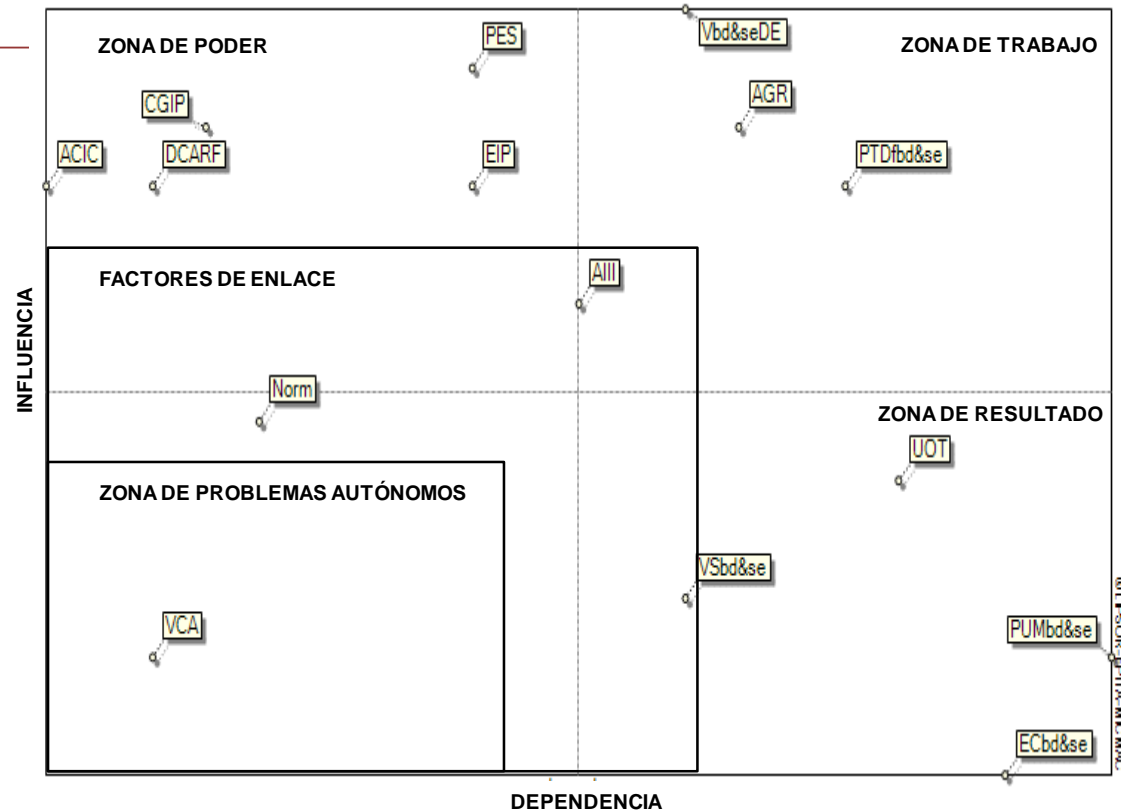 ZONA DE PODER
PES
Vbd&seDE
ZONA DE TRABAJO
CGIP
AGR
ACIC
DCARF
EIP
PTDfbd&se
FACTORES DE ENLACE
AIII
INFLUENCIA
Norm
ZONA DE RESULTADO
UOT
ZONA DE PROBLEMAS AUTÓNOMOS
VSbd&se
VCA
PUMbd&se
ECbd&se
DEPENDENCIA